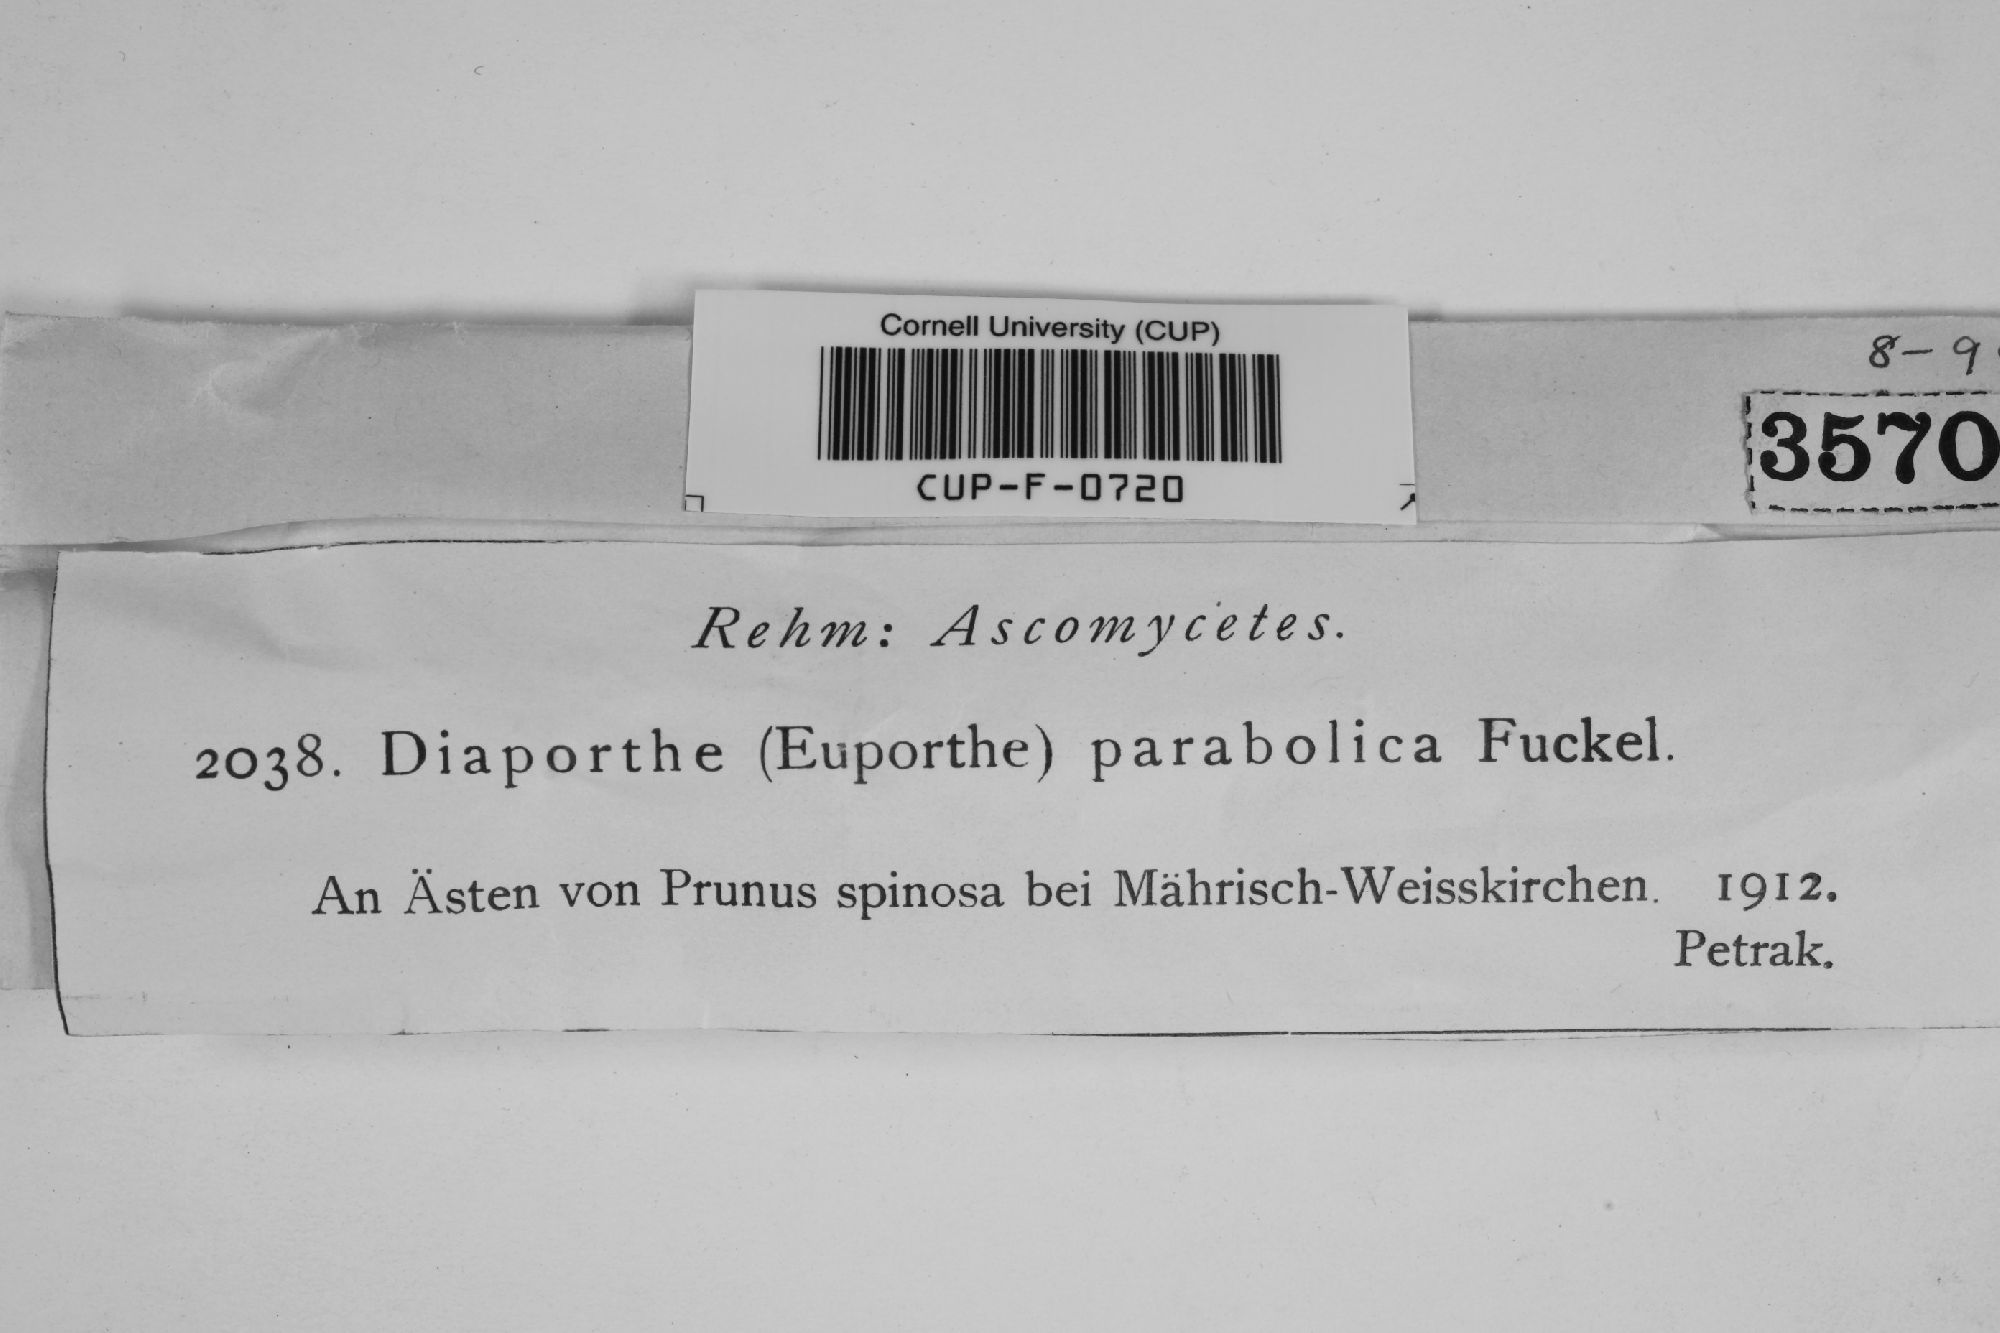 Cornell University (CUP)
CUP-F-0720
8-9
3570
Rehm: Ascomycetes.
2038. Diaporthe (Euporthe) parabolica Fuckel.
An Ästen von Prunus spinosa bei Mährisch-Weisskirchen. 1912.
Petrak.